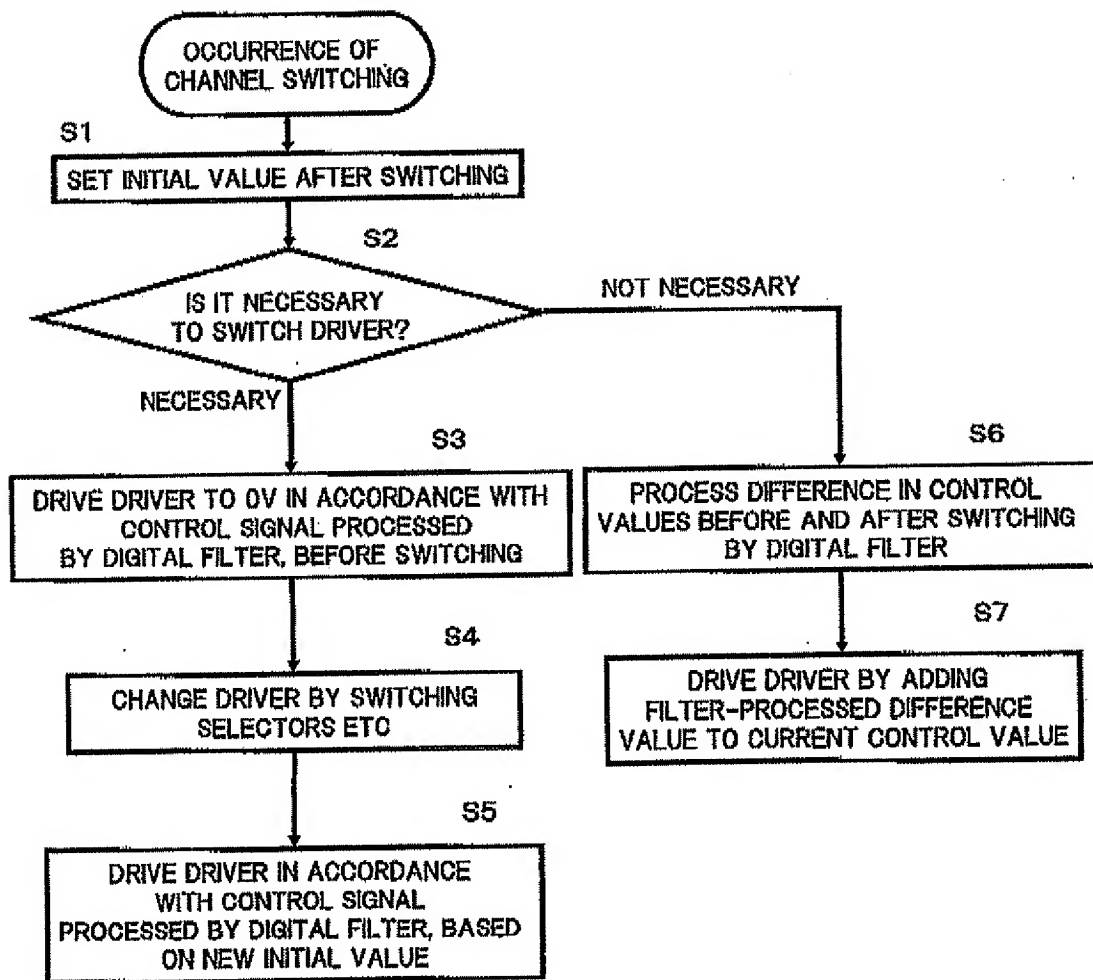 OCCURRENCE OF
CHANNEL SWITCHING
S1
SET INITIAL VALUE AFTER SWITCHING
S2
IS IT NECESSARY
TO SWITCH DRIVER?
NOT NECESSARY
NECESSARY
S3
DRIVE DRIVER TO 0V IN ACCORDANCE WITH
CONTROL SIGNAL PROCESSED
BY DIGITAL FILTER, BEFORE SWITCHING
S4
CHANGE DRIVER BY SWITCHING
SELECTORS ETC
S5
DRIVE DRIVER IN ACCORDANCE
WITH CONTROL SIGNAL
PROCESSED BY DIGITAL FILTER, BASED
ON NEW INITIAL VALUE
S6
PROCESS DIFFERENCE IN CONTROL
VALUES BEFORE AND AFTER SWITCHING
BY DIGITAL FILTER
S7
DRIVE DRIVER BY ADDING
FILTER-PROCESSED DIFFERENCE
VALUE TO CURRENT CONTROL VALUE